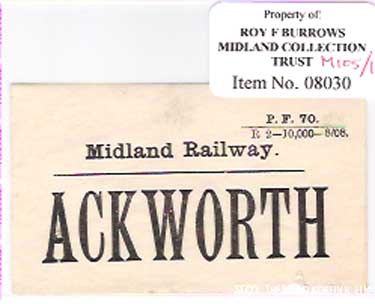 Property of:
ROY F BURROWS
MIDLAND COLLECTION
TRUST M105/1
Item No. 08030
P. F. 70.
R 2—10,000—8/08.
Midland Railway.
ACKWORTH